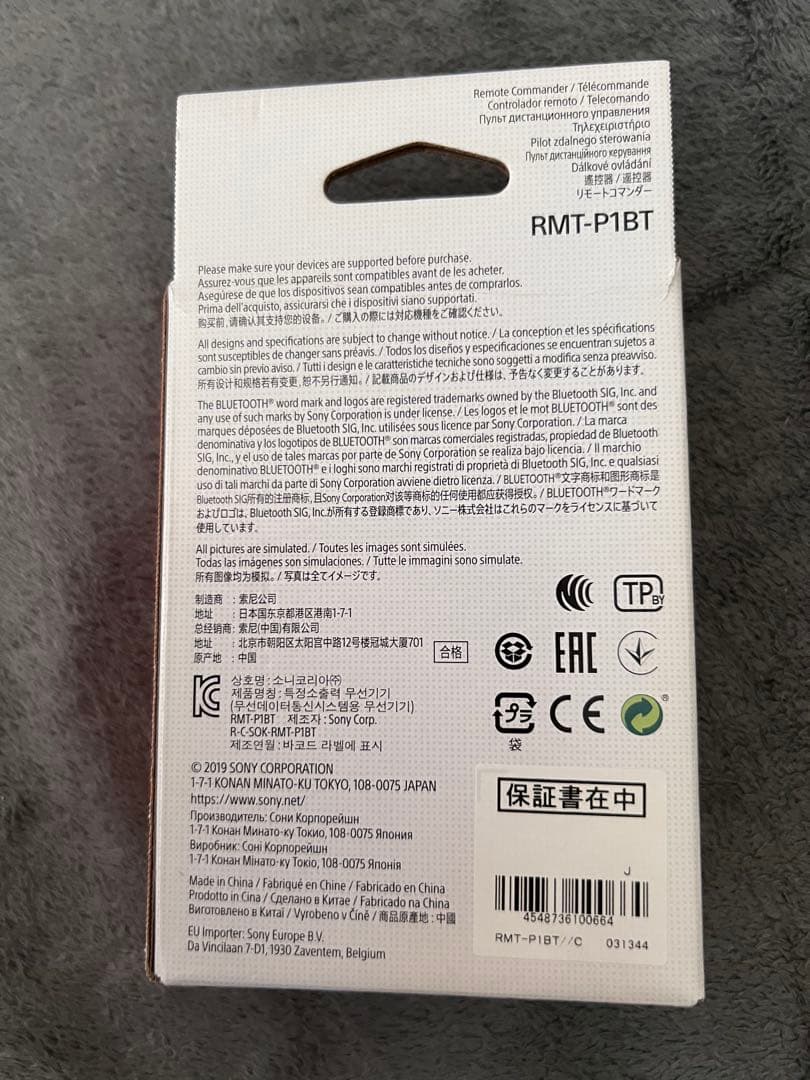 Remote Commander / Télécommande
Controlador remoto / Telecomando
Пульт дистанционного управления
Τηλεχειριστήριο
Pilot zdalnego sterowania
Пульт дистанційного керування
Dálkové ovládání
遙控器 / 遥控器
リモートコマンダー
RMT-P1BT
Please make sure your devices are supported before purchase.
Assurez-vous que les appareils sont compatibles avant de les acheter.
Asegúrese de que los dispositivos sean compatibles antes de comprarlos.
Prima dell'acquisto, assicurarsi che i dispositivi siano supportati.
购买前,请确认其支持您的设备。/ ご購入の際には対応機種をご確認ください。
All designs and specifications are subject to change without notice. / La conception et les spécifications
sont susceptibles de changer sans préavis. / Todos los diseños y especificaciones se encuentran sujetos a
cambio sin previo aviso. / Tutti i design e le caratteristiche tecniche sono soggetti a modifica senza preavviso.
所有设计和规格若有变更,恕不另行通知。/ 記載商品のデザインおよび仕様は、予告なく変更することがあります。
The BLUETOOTH® word mark and logos are registered trademarks owned by the Bluetooth SIG, Inc. and
any use of such marks by Sony Corporation is under license. / Les logos et le mot BLUETOOTH® sont des
marques déposées de Bluetooth SIG, Inc. utilisées sous licence par Sony Corporation. / La marca
denominativa y los logotipos de BLUETOOTH® son marcas comerciales registradas, propiedad de Bluetooth
SIG, Inc., y el uso de tales marcas por parte de Sony Corporation se realiza bajo licencia. / Il marchio
denominativo BLUETOOTH® e i loghi sono marchi registrati di proprietà di Bluetooth SIG, Inc. e qualsiasi
uso di tali marchi da parte di Sony Corporation avviene dietro licenza. / BLUETOOTH®文字商标和图形商标是
Bluetooth SIG所有的注册商标,且Sony Corporation对该等商标的任何使用都应获得授权。/ BLUETOOTH®ワードマーク
およびロゴは、Bluetooth SIG, Inc.が所有する登録商標であり、ソニー株式会社はこれらのマークをライセンスに基づいて
使用しています。
All pictures are simulated. / Toutes les images sont simulées.
Todas las imágenes son simulaciones. / Tutte le immagini sono simulate.
所有图像均为模拟。/ 写真は全てイメージです。
制造商 : 索尼公司
地址 : 日本国东京都港区港南1-7-1
总经销商: 索尼(中国)有限公司
地址 : 北京市朝阳区太阳宫中路12号楼冠城大厦701
原产地 : 中国
合格
TP BY
EAC
상호명 : 소니코리아㈜
제품명칭 : 특정소출력 무선기기
(무선데이터통신시스템용 무선기기)
RMT-P1BT 제조자 : Sony Corp.
R-C-SOK-RMT-P1BT
제조연월 : 바코드 라벨에 표시
プラ
袋
CE
®
© 2019 SONY CORPORATION
1-7-1 KONAN MINATO-KU TOKYO, 108-0075 JAPAN
https://www.sony.net/
Производитель: Сони Корпорейшн
1-7-1 Конан Минато-ку Токио, 108-0075 Япония
Виробник: Соні Корпорейшн
1-7-1 Конан Мінато-ку Токіо, 108-0075 Японія
Made in China / Fabriqué en Chine / Fabricado en China
Prodotto in Cina / Сделано в Китае / Fabricado na China
Виготовлено в Китаї / Vyrobeno v Číně / 商品原產地 : 中國
EU Importer: Sony Europe B.V.
Da Vincilaan 7-D1, 1930 Zaventem, Belgium
保証書在中
J
4548736100664
RMT-P1BT//C 031344